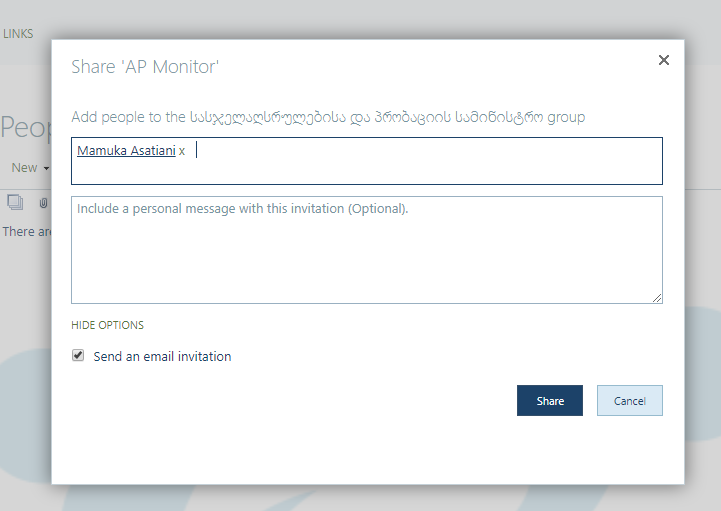 LINKS
Share 'AP Monitor'
Add people to the სასჯელაღსრულებისა და პრობაციის სამინისტრო group
Mamuka Asatiani x
New
Include a personal message with this invitation (Optional).
There are
HIDE OPTIONS
Send an email invitation
Share
Cancel